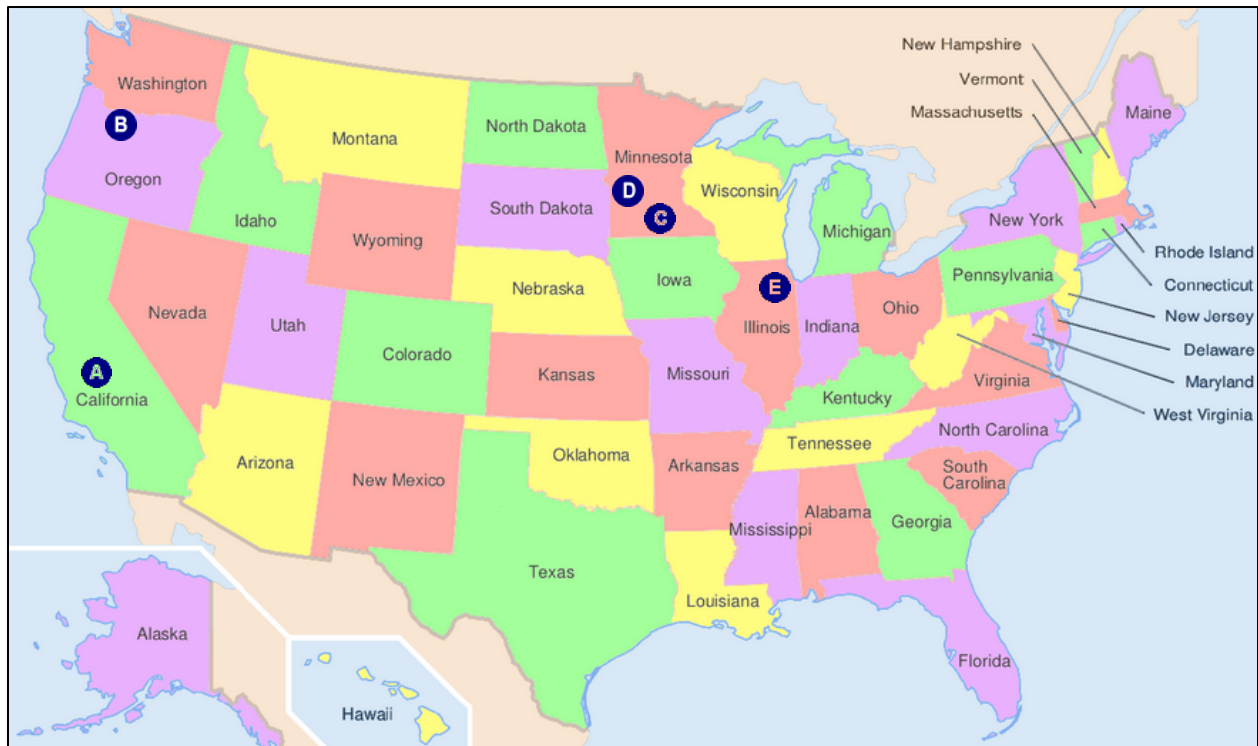 New Hampshire
Vermont
Massachusetts
Washington
Maine
B
Montana
North Dakota
Minnesota
Oregon
Idaho
South Dakota
D
C
Wisconsin
Michigan
New York
Wyoming
Rhode Island
Iowa
Pennsylvania
Connecticut
Nebraska
E
Nevada
Utah
Illinois
Indiana
Ohio
New Jersey
Colorado
Delaware
A
California
Kansas
Missouri
Kentucky
Virginia
Maryland
West Virginia
Arizona
Oklahoma
Tennessee
North Carolina
New Mexico
Arkansas
South
Carolina
Mississippi
Alabama
Georgia
Texas
Louisiana
Alaska
Florida
Hawaii